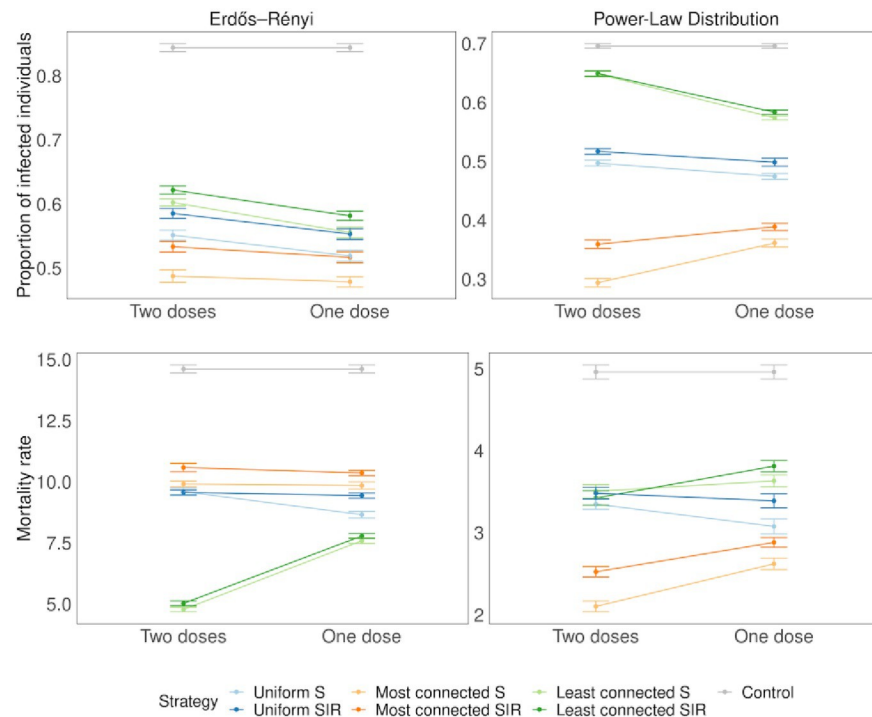 Erdős–Rényi
Power-Law Distribution
Proportion of infected individuals
0.8
0.7
0.6
0.5
0.7
0.6
0.5
0.4
0.3
Two doses
One dose
Two doses
One dose
Mortality rate
15.0
12.5
10.0
7.5
5.0
5
4
3
2
Two doses
One dose
Two doses
One dose
Strategy
Uniform S
Most connected S
Least connected S
Control
Uniform SIR
Most connected SIR
Least connected SIR